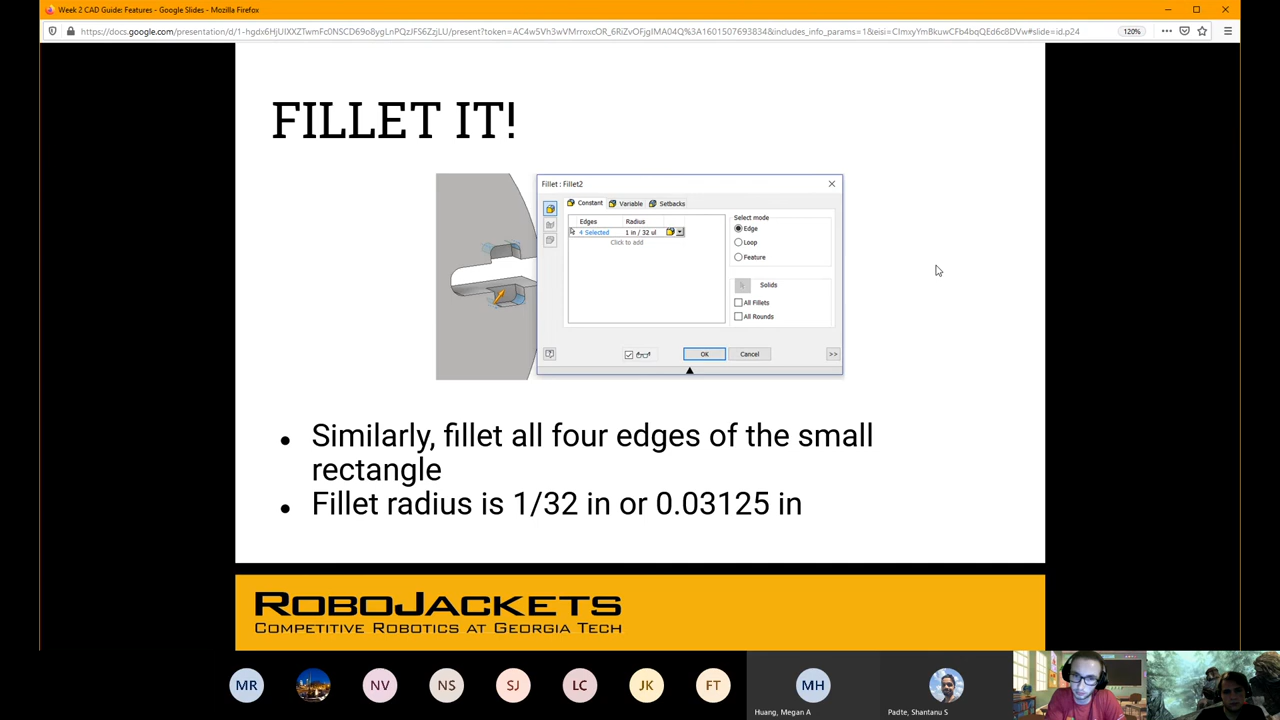 Week 2 CAD Guide: Features - Google Slides - Mozilla Firefox
120%
FILLET IT!
Fillet : Fillet2
Constant
Variable
Setbacks
Edges Radius
4 Selected 1 in / 32 ul
Click to add
Select mode
Edge
Loop
Feature
Solids
All Fillets
All Rounds
OK
Cancel
>>
Similarly, fillet all four edges of the small
rectangle
Fillet radius is 1/32 in or 0.03125 in
ROBOJACKETS
COMPETITIVE ROBOTICS AT GEORGIA TECH
MR
NV
NS
SJ
LC
JK
FT
MH
Huang, Megan A
Padte, Shantanu S